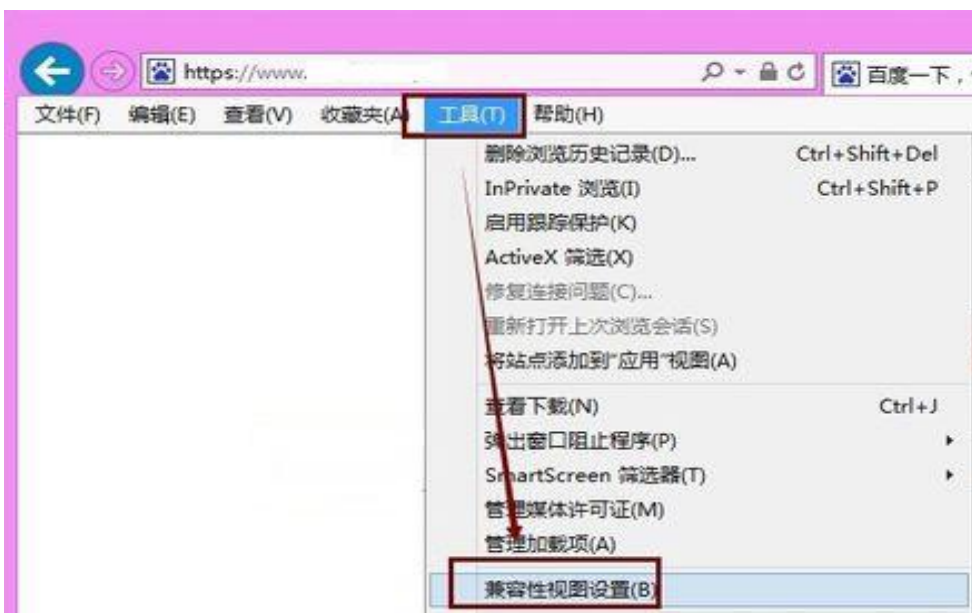 https://www.
百度一下，
文件(F) 编辑(E) 查看(V) 收藏夹(A) 工具(T) 帮助(H)
删除浏览历史记录(D)... Ctrl+Shift+Del
InPrivate 浏览(I) Ctrl+Shift+P
启用跟踪保护(K)
ActiveX 筛选(X)
修复连接问题(C)...
重新打开上次浏览会话(S)
将站点添加到"应用"视图(A)
查看下载(N) Ctrl+J
弹出窗口阻止程序(P)
SmartScreen 筛选器(T)
管理媒体许可证(M)
管理加载项(A)
兼容性视图设置(B)